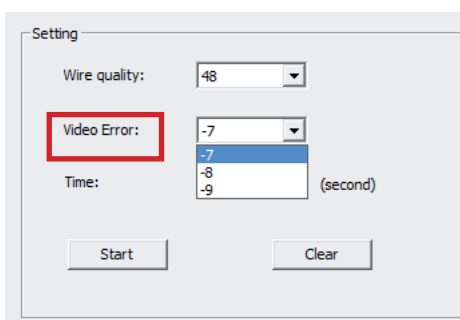 Setting
Wire quality: 48
Video Error: -7
-7
-8
Time: -9 (second)
Start Clear